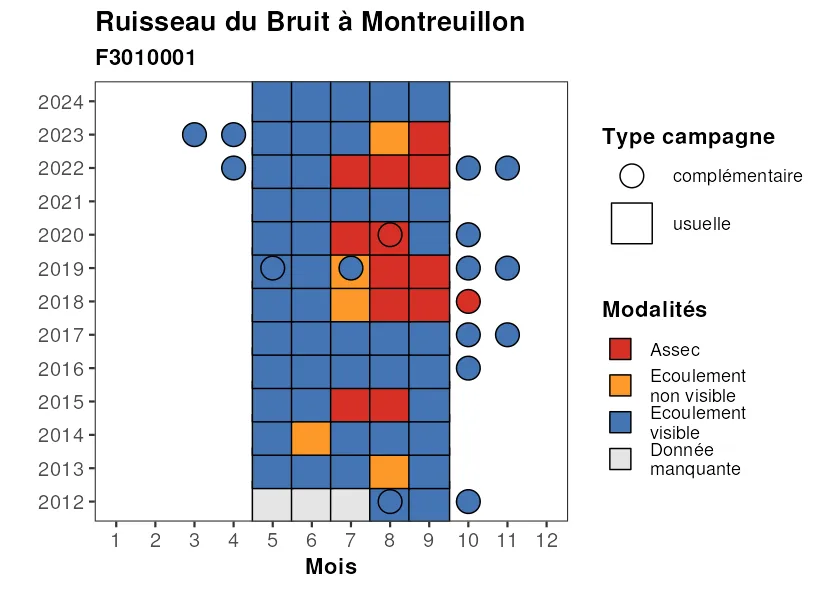 Ruisseau du Bruit à Montreuillon
F3010001
2024
2023
2022
2021
2020
2019
2018
2017
2016
2015
2014
2013
2012
1 2 3 4 5 6 7 8 9 10 11 12
Mois
Type campagne
complémentaire
usuelle
Modalités
Assec
Ecoulement
non visible
Ecoulement
visible
Donnée
manquante